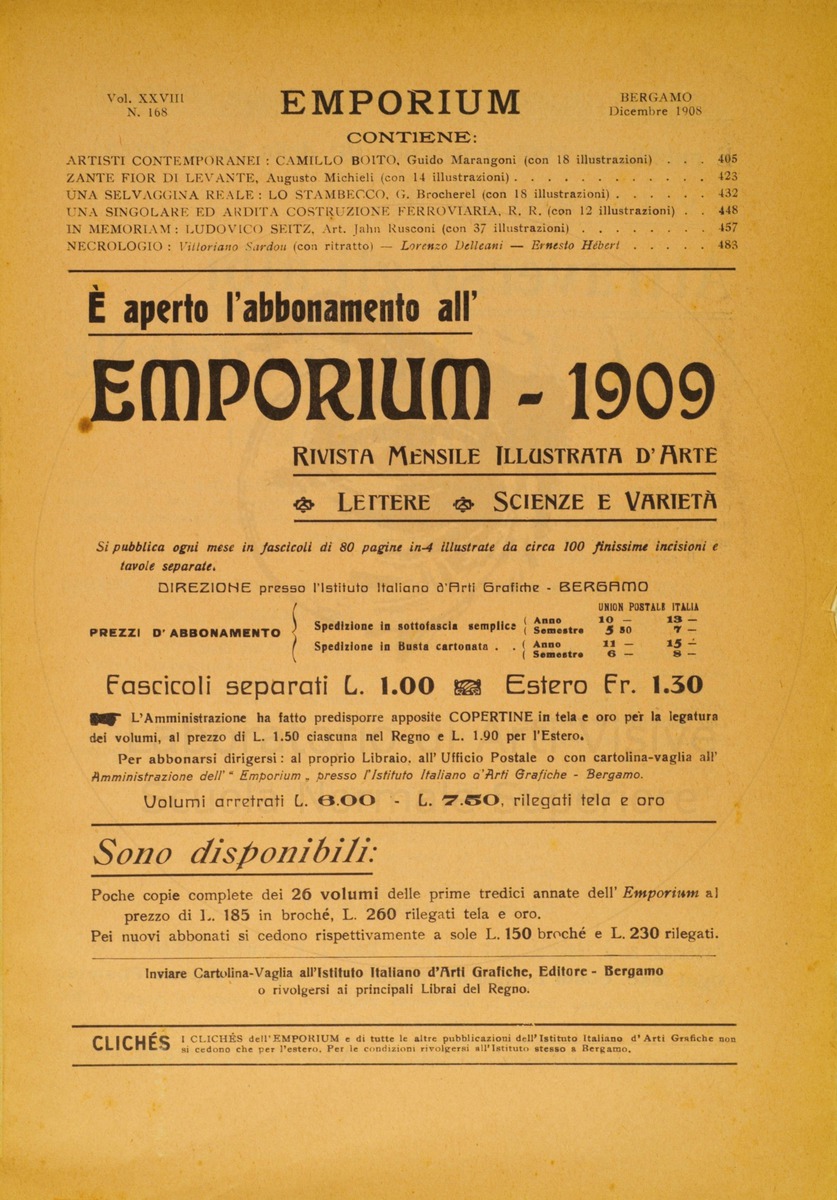 Vol. XXVIII
N. 168
EMPORIUM
BERGAMO
Dicembre 1908
CONTIENE:
ARTISTI CONTEMPORANEI : CAMILLO BOITO, Guido Marangoni (con 18 illustrazioni) . . . 405
ZANTE FIOR DI LEVANTE, Augusto Michieli (con 14 illustrazioni) . . . . . . . . . . . . 423
UNA SELVAGGINA REALE : LO STAMBECCO, G. Brocherel (con 18 illustrazioni) . . . . . . 432
UNA SINGOLARE ED ARDITA COSTRUZIONE FERROVIARIA, R. R. (con 12 illustrazioni) . . 448
IN MEMORIAM : LUDOVICO SEITZ, Art. Jahn Rusconi (con 37 illustrazioni) . . . . . . . . 457
NECROLOGIO : Vittoriano Sardou (con ritratto) — Lorenzo Delleani — Ernesto Hébert . . . . . 483
È aperto l'abbonamento all'
EMPORIUM - 1909
RIVISTA MENSILE ILLUSTRATA D'ARTE
LETTERE SCIENZE E VARIETÀ
Si pubblica ogni mese in fascicoli di 80 pagine in-4 illustrate da circa 100 finissime incisioni e
tavole separate.
DIREZIONE presso l'Istituto Italiano d'Arti Grafiche - BERGAMO
UNION POSTALE ITALIA
PREZZI D'ABBONAMENTO
Spedizione in sottofascia semplice ( Anno 10 — 13 —
( Semestre 5 50 7 —
Spedizione in Busta cartonata . . ( Anno 11 — 15 —
( Semestre 6 — 8 —
Fascicoli separati L. 1.00 Estero Fr. 1.30
L'Amministrazione ha fatto predisporre apposite COPERTINE in tela e oro per la legatura
dei volumi, al prezzo di L. 1.50 ciascuna nel Regno e L. 1.90 per l'Estero.
Per abbonarsi dirigersi : al proprio Libraio, all'Ufficio Postale o con cartolina-vaglia all'
Amministrazione dell' “ Emporium „ presso l'Istituto Italiano d'Arti Grafiche - Bergamo.
Volumi arretrati L. 6.00 - L. 7.50, rilegati tela e oro
Sono disponibili:
Poche copie complete dei 26 volumi delle prime tredici annate dell' Emporium al
prezzo di L. 185 in broché, L. 260 rilegati tela e oro.
Pei nuovi abbonati si cedono rispettivamente a sole L. 150 broché e L. 230 rilegati.
Inviare Cartolina-Vaglia all'Istituto Italiano d'Arti Grafiche, Editore - Bergamo
o rivolgersi ai principali Librai del Regno.
CLICHÉS
I CLICHÉS dell'EMPORIUM e di tutte le altre pubblicazioni dell'Istituto Italiano d'Arti Grafiche non
si cedono che per l'estero. Per le condizioni rivolgersi all'Istituto stesso a Bergamo.